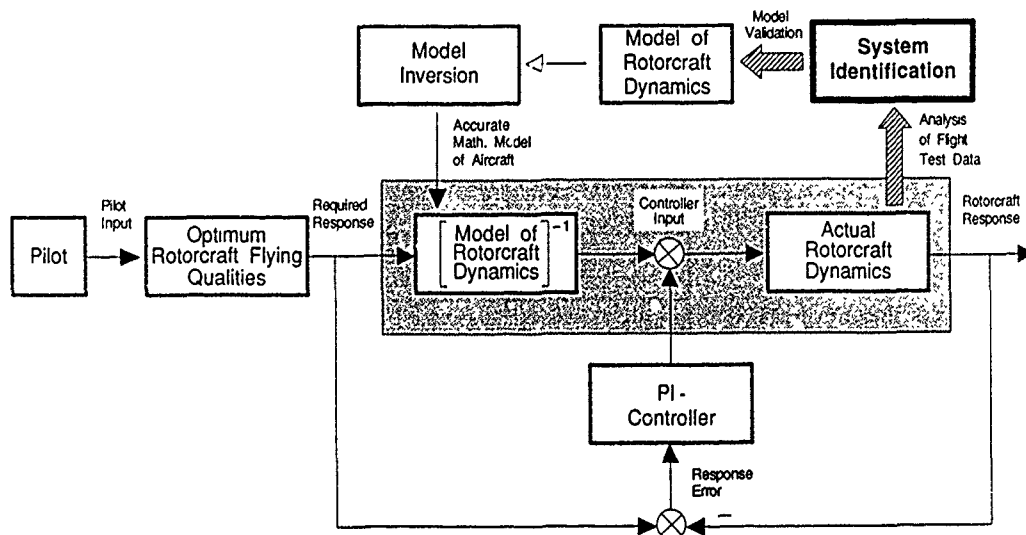 Model
Validation
Model
Inversion
Model of
Rotorcraft
Dynamics
System
Identification
Accurate
Math. Model
of Aircraft
Analysis
of Flight
Test Data
Pilot
Input
Required
Response
Controller
Input
Rotorcraft
Response
Pilot
Optimum
Rotorcraft Flying
Qualities
[ Model of
Rotorcraft
Dynamics ] -1
Actual
Rotorcraft
Dynamics
PI -
Controller
Response
Error
−